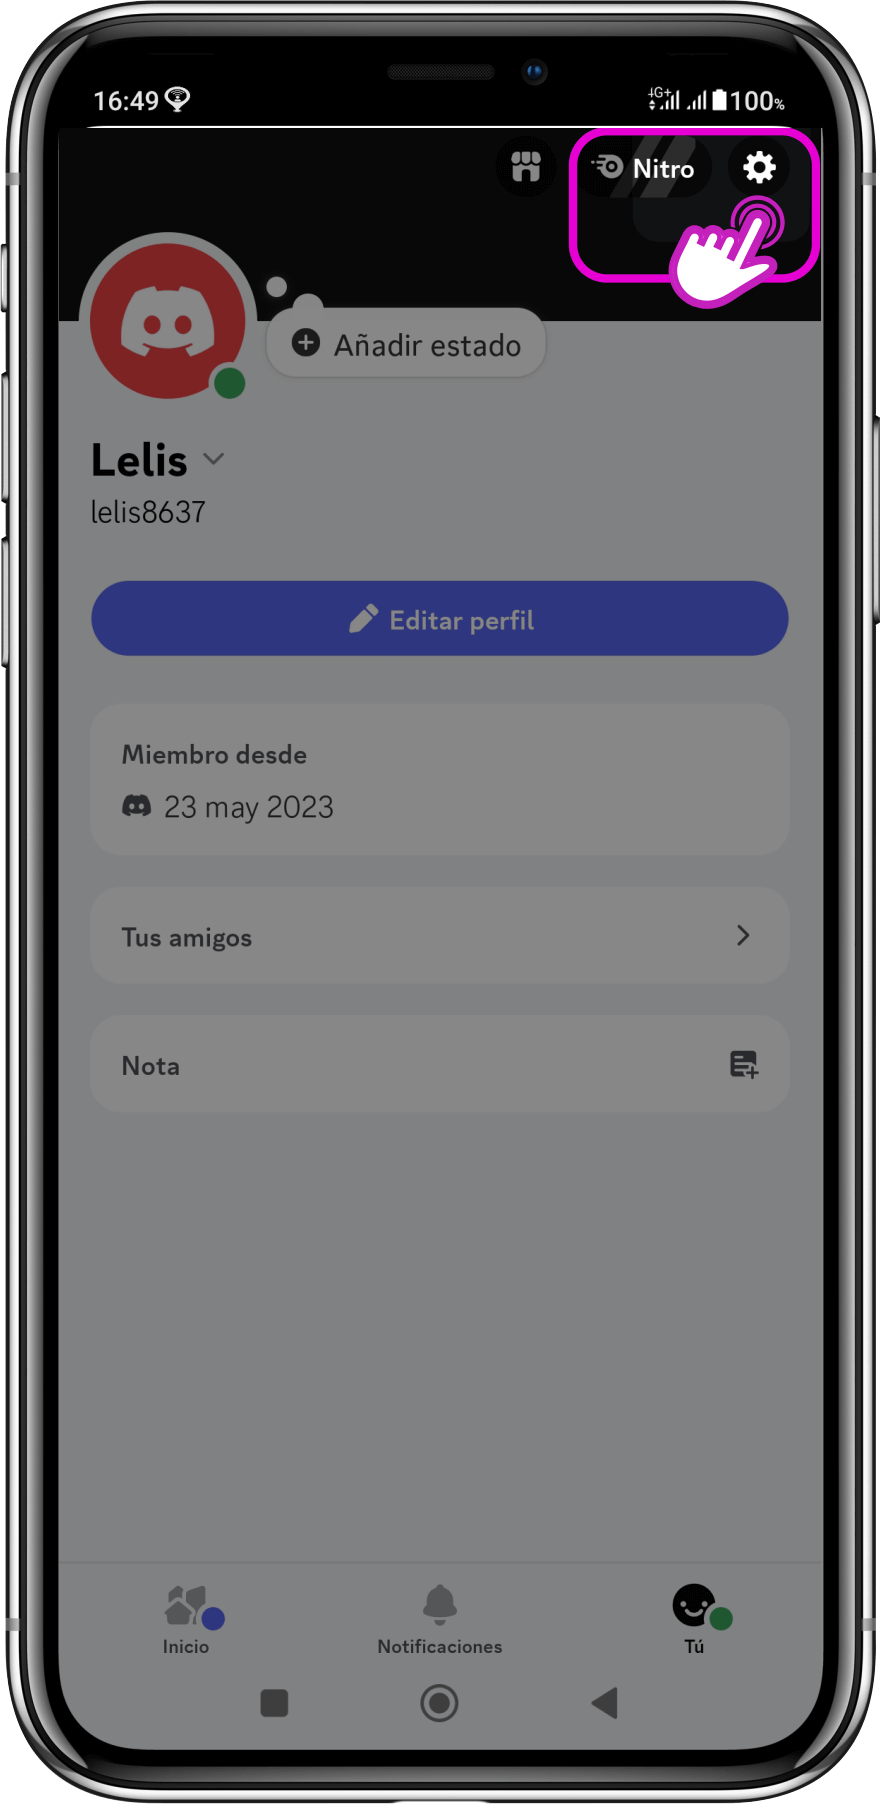 16:49
4G+ 100%
Nitro
Añadir estado
Lelis
lelis8637
Editar perfil
Miembro desde
23 may 2023
Tus amigos
Nota
Inicio
Notificaciones
Tú